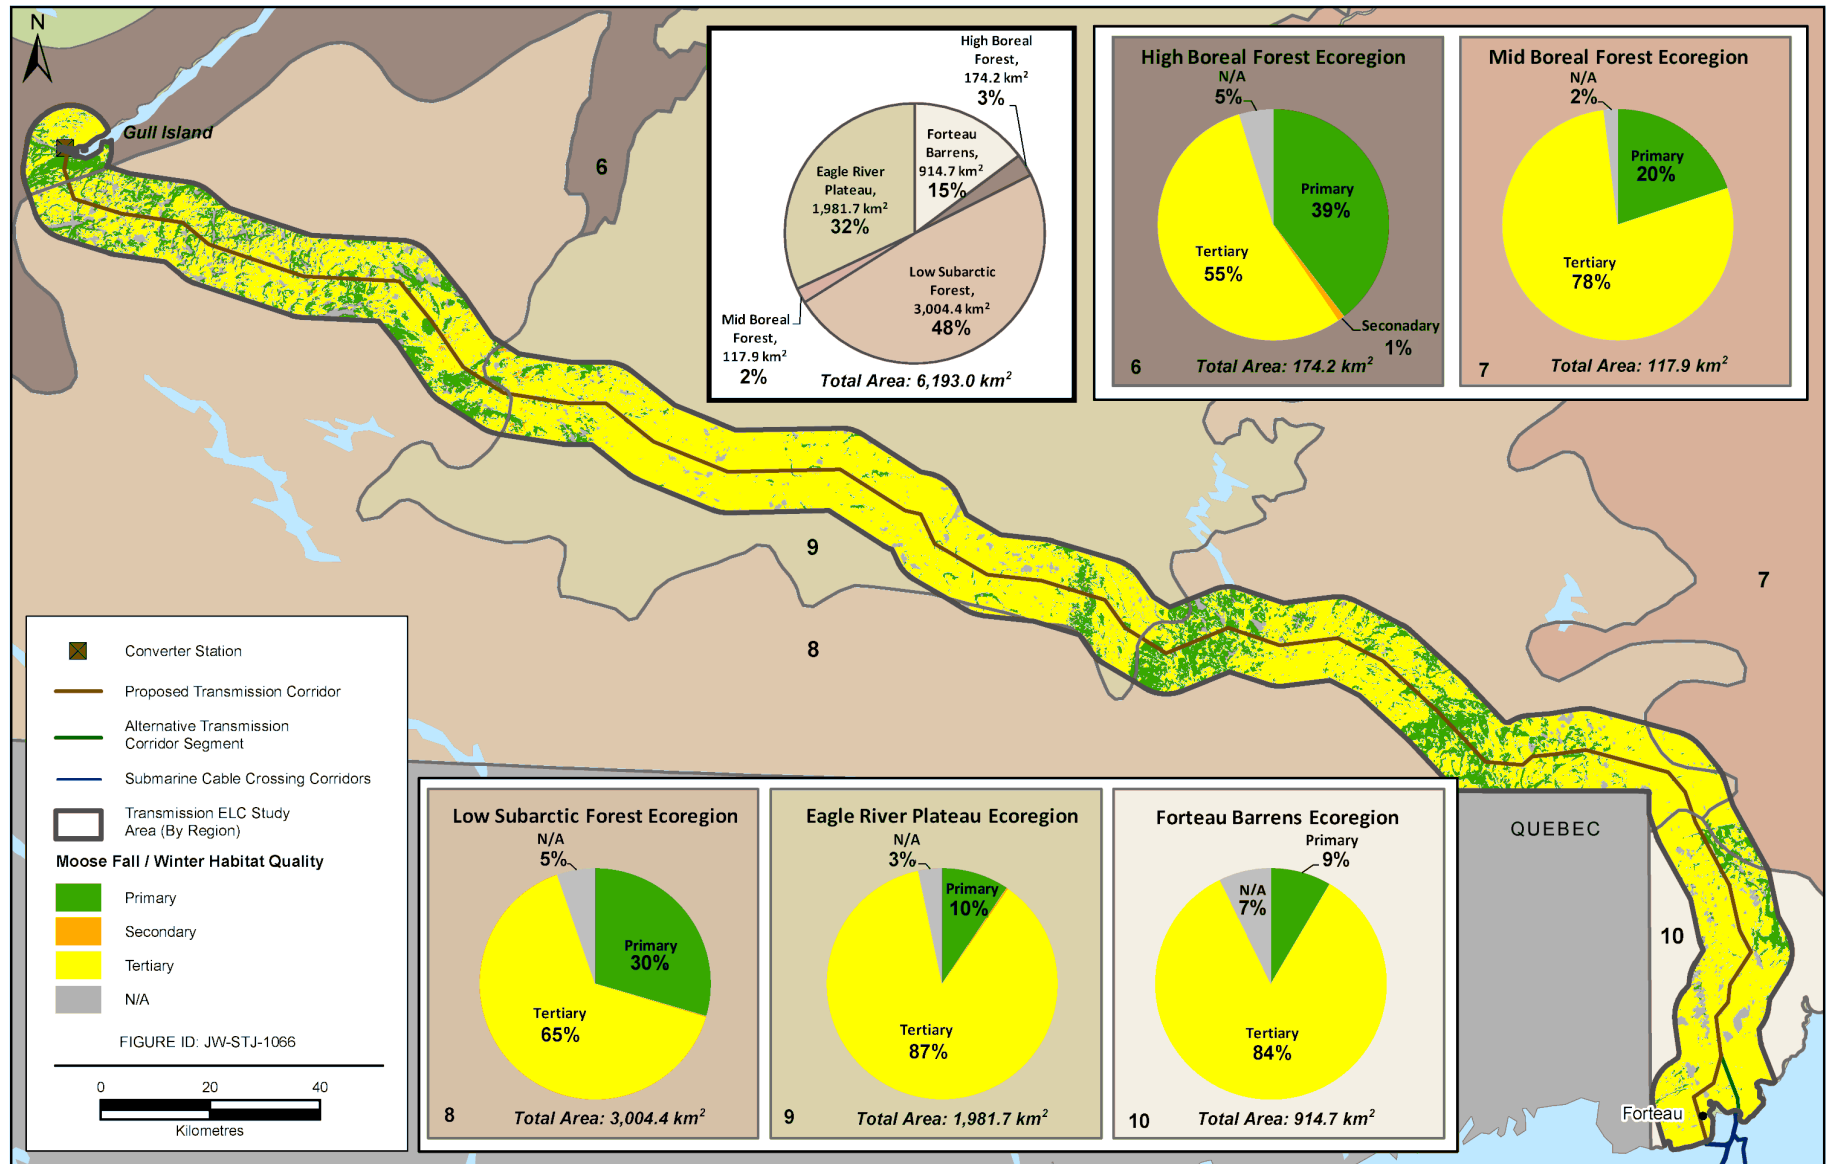 N
Gull Island
6
9
8
7
10
QUEBEC
Forteau
High Boreal
Forest,
174.2 km²
3%
Forteau
Barrens,
914.7 km²
15%
Eagle River
Plateau,
1,981.7 km²
32%
Low Subarctic
Forest,
3,004.4 km²
48%
Mid Boreal
Forest,
117.9 km²
2%
Total Area: 6,193.0 km²
High Boreal Forest Ecoregion
N/A
5%
Primary
39%
Tertiary
55%
Seconadary
1%
6
Total Area: 174.2 km²
Mid Boreal Forest Ecoregion
N/A
2%
Primary
20%
Tertiary
78%
7
Total Area: 117.9 km²
Converter Station
Proposed Transmission Corridor
Alternative Transmission
Corridor Segment
Submarine Cable Crossing Corridors
Transmission ELC Study
Area (By Region)
Moose Fall / Winter Habitat Quality
Primary
Secondary
Tertiary
N/A
FIGURE ID: JW-STJ-1066
0 20 40
Kilometres
Low Subarctic Forest Ecoregion
N/A
5%
Primary
30%
Tertiary
65%
8
Total Area: 3,004.4 km²
Eagle River Plateau Ecoregion
N/A
3%
Primary
10%
Tertiary
87%
9
Total Area: 1,981.7 km²
Forteau Barrens Ecoregion
Primary
9%
N/A
7%
Tertiary
84%
10
Total Area: 914.7 km²